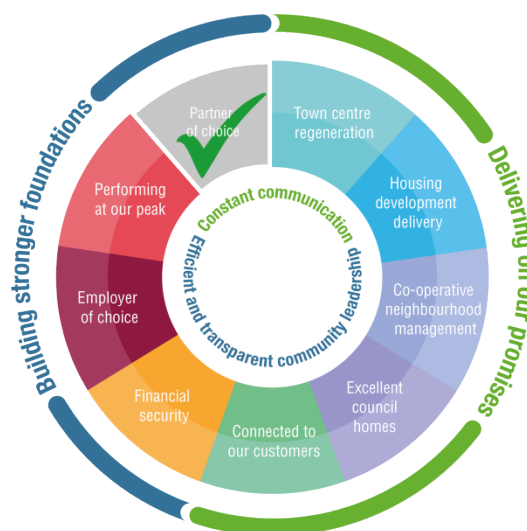 Building stronger foundations
Delivering on our promises
Constant communication
Efficient and transparent community leadership
Partner
of choice
Town centre
regeneration
Housing
development
delivery
Co-operative
neighbourhood
management
Excellent
council
homes
Connected to
our customers
Financial
security
Employer
of choice
Performing
at our peak